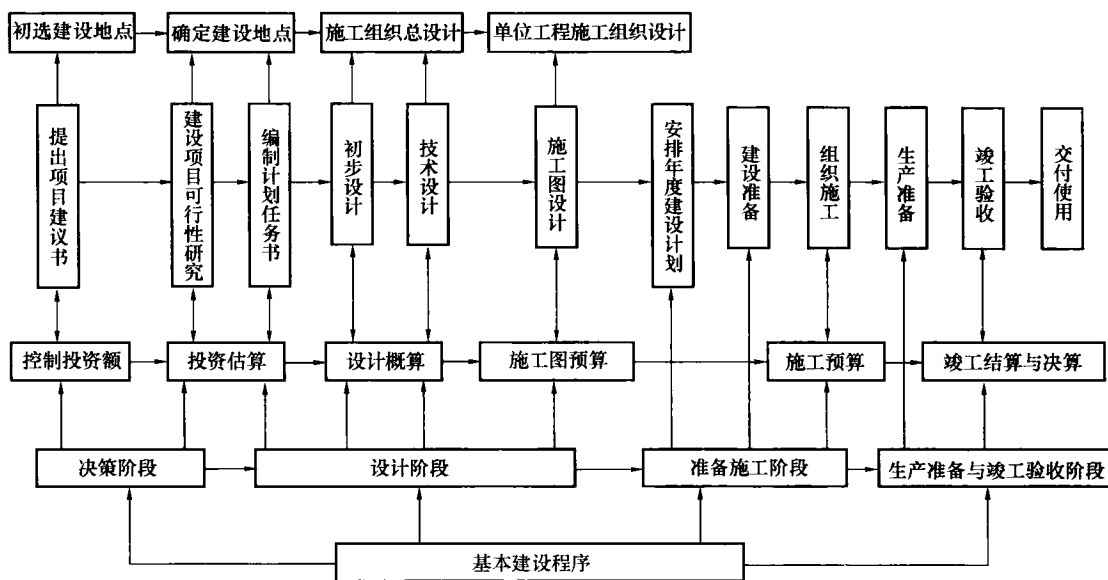 初选建设地点
确定建设地点
施工组织总设计
单位工程施工组织设计
提出项目建议书
建设项目可行性研究
编制计划任务书
初步设计
技术设计
施工图设计
安排年度建设计划
建设准备
组织施工
生产准备
竣工验收
交付使用
控制投资额
投资估算
设计概算
施工图预算
施工预算
竣工结算与决算
决策阶段
设计阶段
准备施工阶段
生产准备与竣工验收阶段
基本建设程序